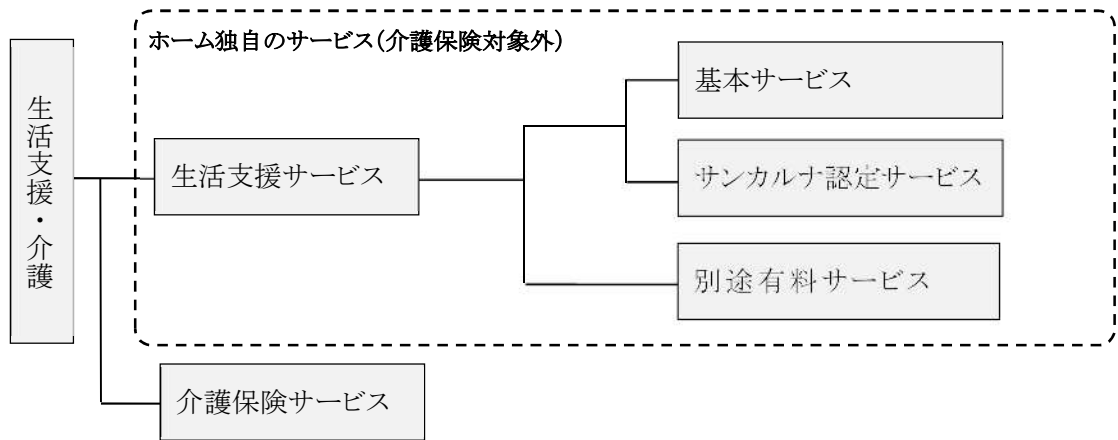 ホーム独自のサービス(介護保険対象外)
生活支援・介護
生活支援サービス
基本サービス
サンカルナ認定サービス
別途有料サービス
介護保険サービス